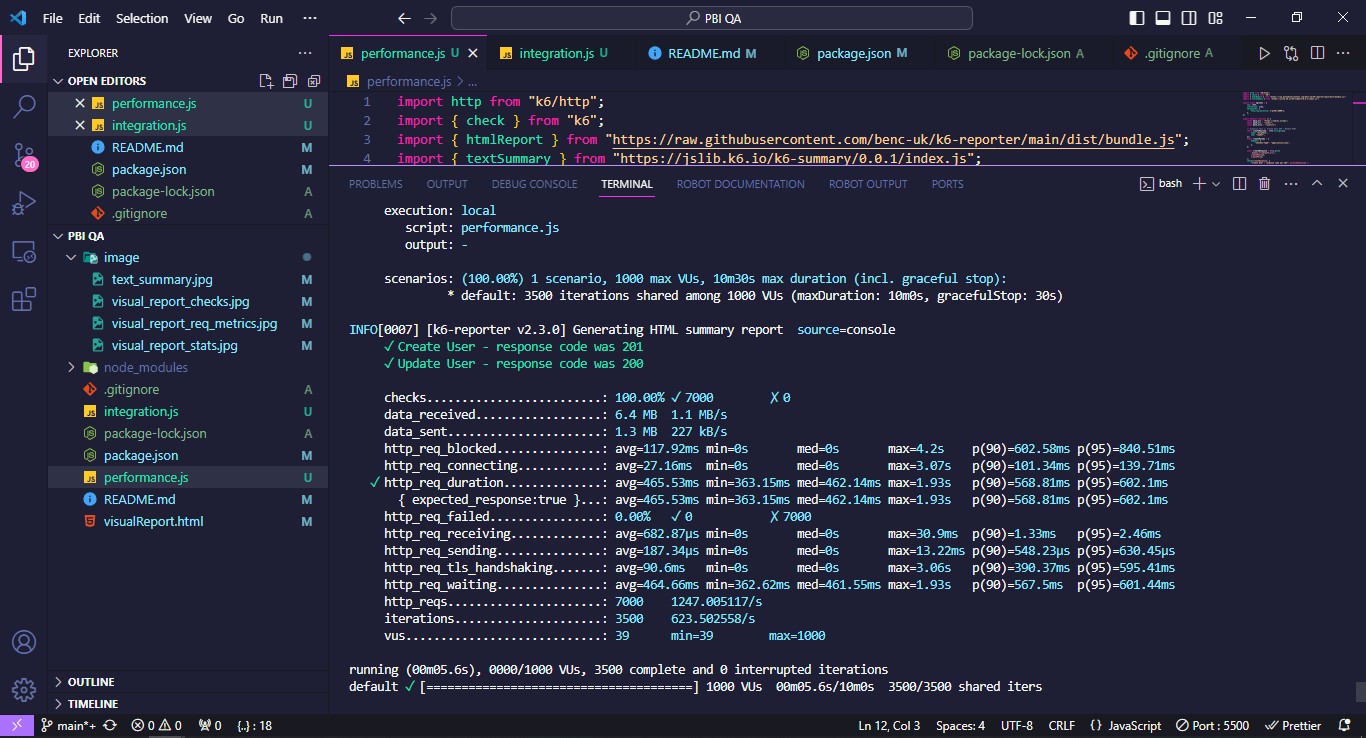 File Edit Selection View Go Run ···
PBI QA
EXPLORER
OPEN EDITORS
performance.js U
integration.js U
README.md M
package.json M
package-lock.json A
.gitignore A
PBI QA
image
text_summary.jpg M
visual_report_checks.jpg M
visual_report_req_metrics.jpg M
visual_report_stats.jpg M
node_modules
.gitignore A
integration.js U
package-lock.json A
package.json M
performance.js U
README.md M
visualReport.html M
OUTLINE
TIMELINE
20
performance.js U integration.js U README.md M package.json M package-lock.json A .gitignore A
performance.js > ...
1 import http from "k6/http";
2 import { check } from "k6";
3 import { htmlReport } from "https://raw.githubusercontent.com/benc-uk/k6-reporter/main/dist/bundle.js";
4 import { textSummary } from "https://jslib.k6.io/k6-summary/0.0.1/index.js";
PROBLEMS OUTPUT DEBUG CONSOLE TERMINAL ROBOT DOCUMENTATION ROBOT OUTPUT PORTS bash
execution: local
script: performance.js
output: -
scenarios: (100.00%) 1 scenario, 1000 max VUs, 10m30s max duration (incl. graceful stop):
* default: 3500 iterations shared among 1000 VUs (maxDuration: 10m0s, gracefulStop: 30s)
INFO[0007] [k6-reporter v2.3.0] Generating HTML summary report source=console
✓ Create User - response code was 201
✓ Update User - response code was 200
checks.........................: 100.00% ✓ 7000 ✗ 0
data_received..................: 6.4 MB 1.1 MB/s
data_sent......................: 1.3 MB 227 kB/s
http_req_blocked...............: avg=117.92ms min=0s med=0s max=4.2s p(90)=602.58ms p(95)=840.51ms
http_req_connecting............: avg=27.16ms min=0s med=0s max=3.07s p(90)=101.34ms p(95)=139.71ms
✓ http_req_duration..............: avg=465.53ms min=363.15ms med=462.14ms max=1.93s p(90)=568.81ms p(95)=602.1ms
{ expected_response:true }...: avg=465.53ms min=363.15ms med=462.14ms max=1.93s p(90)=568.81ms p(95)=602.1ms
http_req_failed................: 0.00% ✓ 0 ✗ 7000
http_req_receiving.............: avg=682.87µs min=0s med=0s max=30.9ms p(90)=1.33ms p(95)=2.46ms
http_req_sending...............: avg=187.34µs min=0s med=0s max=13.22ms p(90)=548.23µs p(95)=630.45µs
http_req_tls_handshaking.......: avg=90.6ms min=0s med=0s max=3.06s p(90)=390.37ms p(95)=595.41ms
http_req_waiting...............: avg=464.66ms min=362.62ms med=461.55ms max=1.93s p(90)=567.5ms p(95)=601.44ms
http_reqs......................: 7000 1247.005117/s
iterations.....................: 3500 623.502558/s
vus............................: 39 min=39 max=1000
running (00m05.6s), 0000/1000 VUs, 3500 complete and 0 interrupted iterations
default ✓ [======================================] 1000 VUs 00m05.6s/10m0s 3500/3500 shared iters
main*+ 0 0 0 {..} : 18 Ln 12, Col 3 Spaces: 4 UTF-8 CRLF {} JavaScript Port : 5500 Prettier